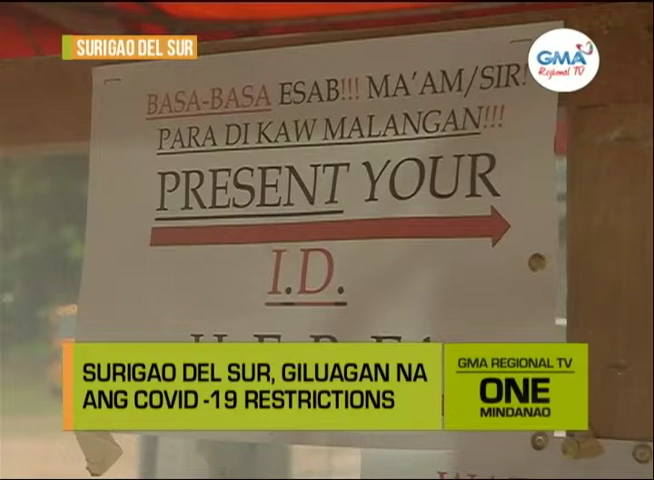 SURIGAO DEL SUR
GMA
Regional TV
BASA-BASA ESAB!!! MA'AM/SIR!
PARA DI KAW MALANGAN!!!
PRESENT YOUR
I.D.
SURIGAO DEL SUR, GILUAGAN NA
ANG COVID -19 RESTRICTIONS
GMA REGIONAL TV
ONE
MINDANAO